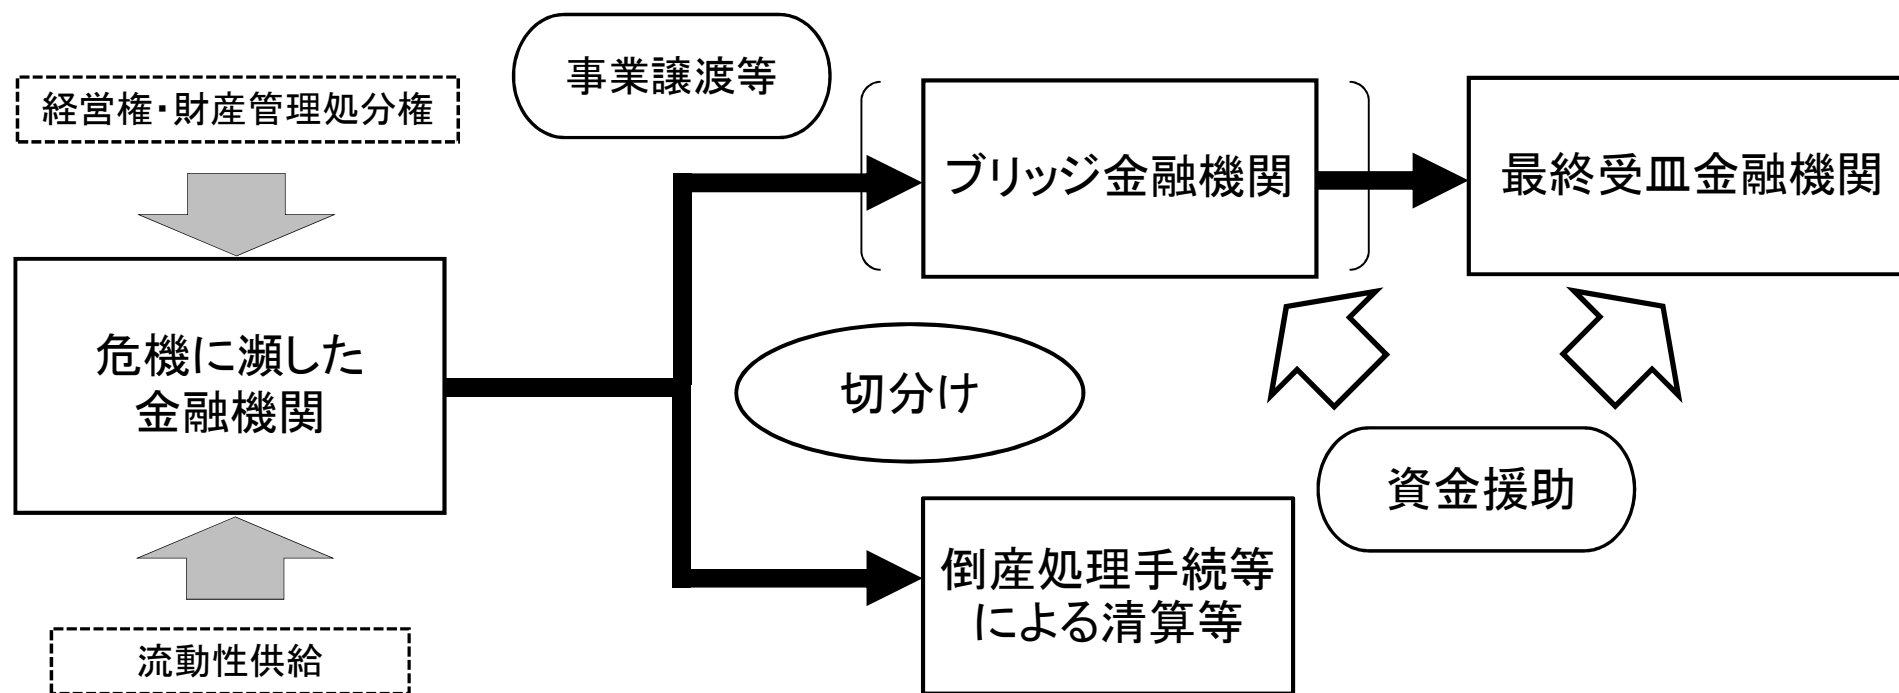 事業譲渡等
経営権・財産管理処分権
ブリッジ金融機関
最終受皿金融機関
危機に瀕した
金融機関
切分け
資金援助
倒産処理手続等
による清算等
流動性供給